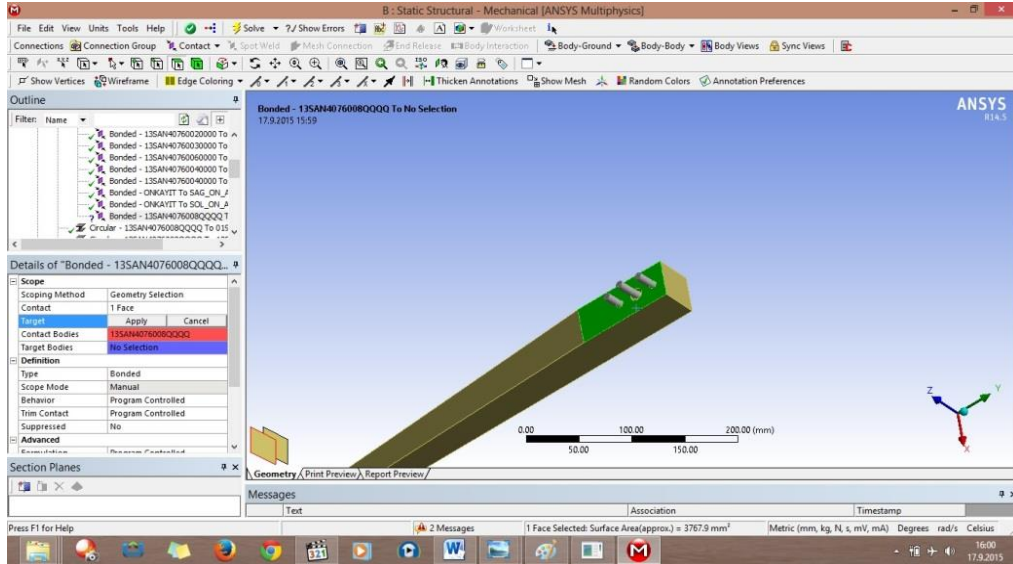 B : Static Structural - Mechanical [ANSYS Multiphysics]
File Edit View Units Tools Help Solve ?/ Show Errors Worksheet
Connections Connection Group Contact Spot Weld Mesh Connection End Release Body Interaction Body-Ground Body-Body Body Views Sync Views
Show Vertices Wireframe Edge Coloring Thicken Annotations Show Mesh Random Colors Annotation Preferences
Outline
Filter: Name
Bonded - 13SAN40760020000 To
Bonded - 13SAN40760030000 To
Bonded - 13SAN40760060000 To
Bonded - 13SAN40760040000 To
Bonded - 13SAN40760040000 To
Bonded - ONKAYIT To SAG_ON_A
Bonded - ONKAYIT To SOL_ON_A
Bonded - 13SAN4076008QQQQ T
Circular - 13SAN4076008QQQQ To 015
Details of "Bonded - 13SAN4076008QQQQ...
Scope
Scoping Method Geometry Selection
Contact 1 Face
Target Apply Cancel
Contact Bodies 13SAN4076008QQQQ
Target Bodies No Selection
Definition
Type Bonded
Scope Mode Manual
Behavior Program Controlled
Trim Contact Program Controlled
Suppressed No
Advanced
Formulation Program Controlled
Section Planes
Bonded - 13SAN4076008QQQQ To No Selection
17.9.2015 15:59
ANSYS
R14.5
Z
Y
X
0.00 100.00 200.00 (mm)
50.00 150.00
Geometry Print Preview Report Preview
Messages
Text Association Timestamp
Press F1 for Help 2 Messages 1 Face Selected: Surface Area(approx.) = 3767.9 mm² Metric (mm, kg, N, s, mV, mA) Degrees rad/s Celsius
321
W
M
16:00
17.9.2015